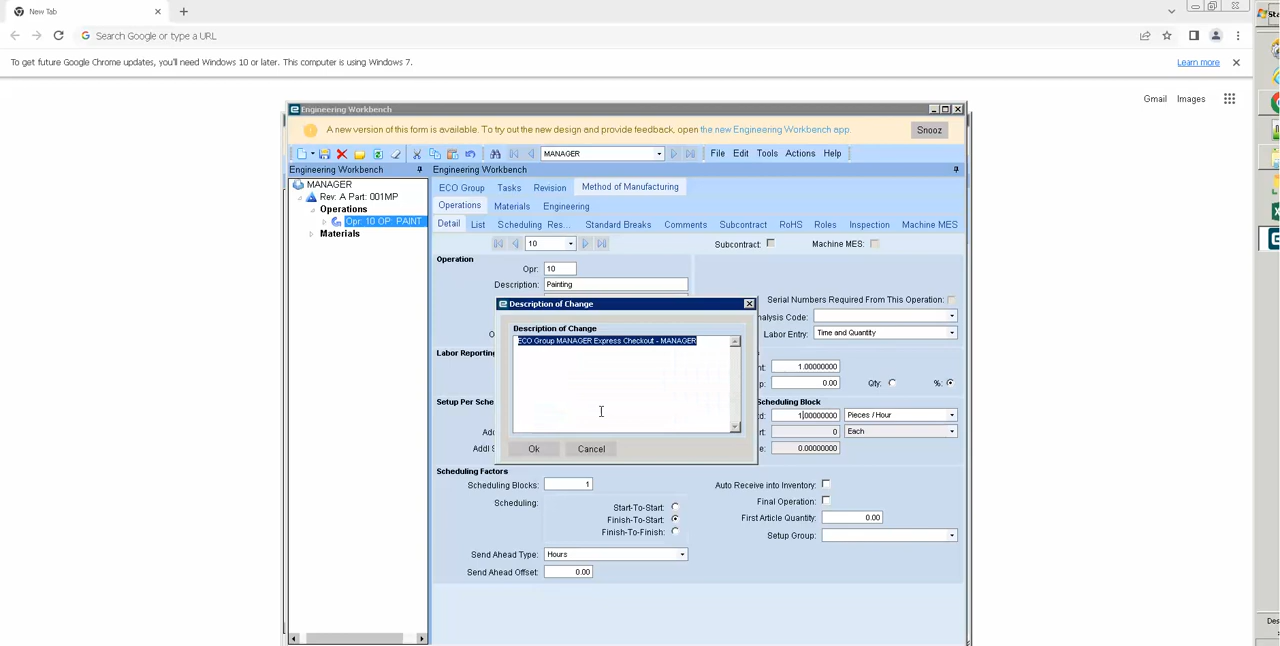 New Tab
Search Google or type a URL
To get future Google Chrome updates, you'll need Windows 10 or later. This computer is using Windows 7.
Learn more
Gmail Images
Engineering Workbench
A new version of this form is available. To try out the new design and provide feedback, open the new Engineering Workbench app.
Snooz
MANAGER File Edit Tools Actions Help
Engineering Workbench
Engineering Workbench
MANAGER
Rev: A Part: 001MP
Operations
Opr: 10 OP: PAINT
Materials
ECO Group Tasks Revision Method of Manufacturing
Operations Materials Engineering
Detail List Scheduling Res... Standard Breaks Comments Subcontract RoHS Roles Inspection Machine MES
10 Subcontract: Machine MES:
Operation
Opr: 10
Description: Painting
Serial Numbers Required From This Operation:
nalysis Code:
Labor Entry: Time and Quantity
Labor Reporting
1.00000000
0.00 Qty: %:
Setup Per Sche
Scheduling Block
1.00000000 Pieces / Hour
0 Each
0.00000000
Description of Change
Description of Change
ECO Group MANAGER Express Checkout - MANAGER
Ok Cancel
Scheduling Factors
Scheduling Blocks: 1
Scheduling:
Start-To-Start:
Finish-To-Start:
Finish-To-Finish:
Send Ahead Type: Hours
Send Ahead Offset: 0.00
Auto Receive into Inventory:
Final Operation:
First Article Quantity: 0.00
Setup Group: